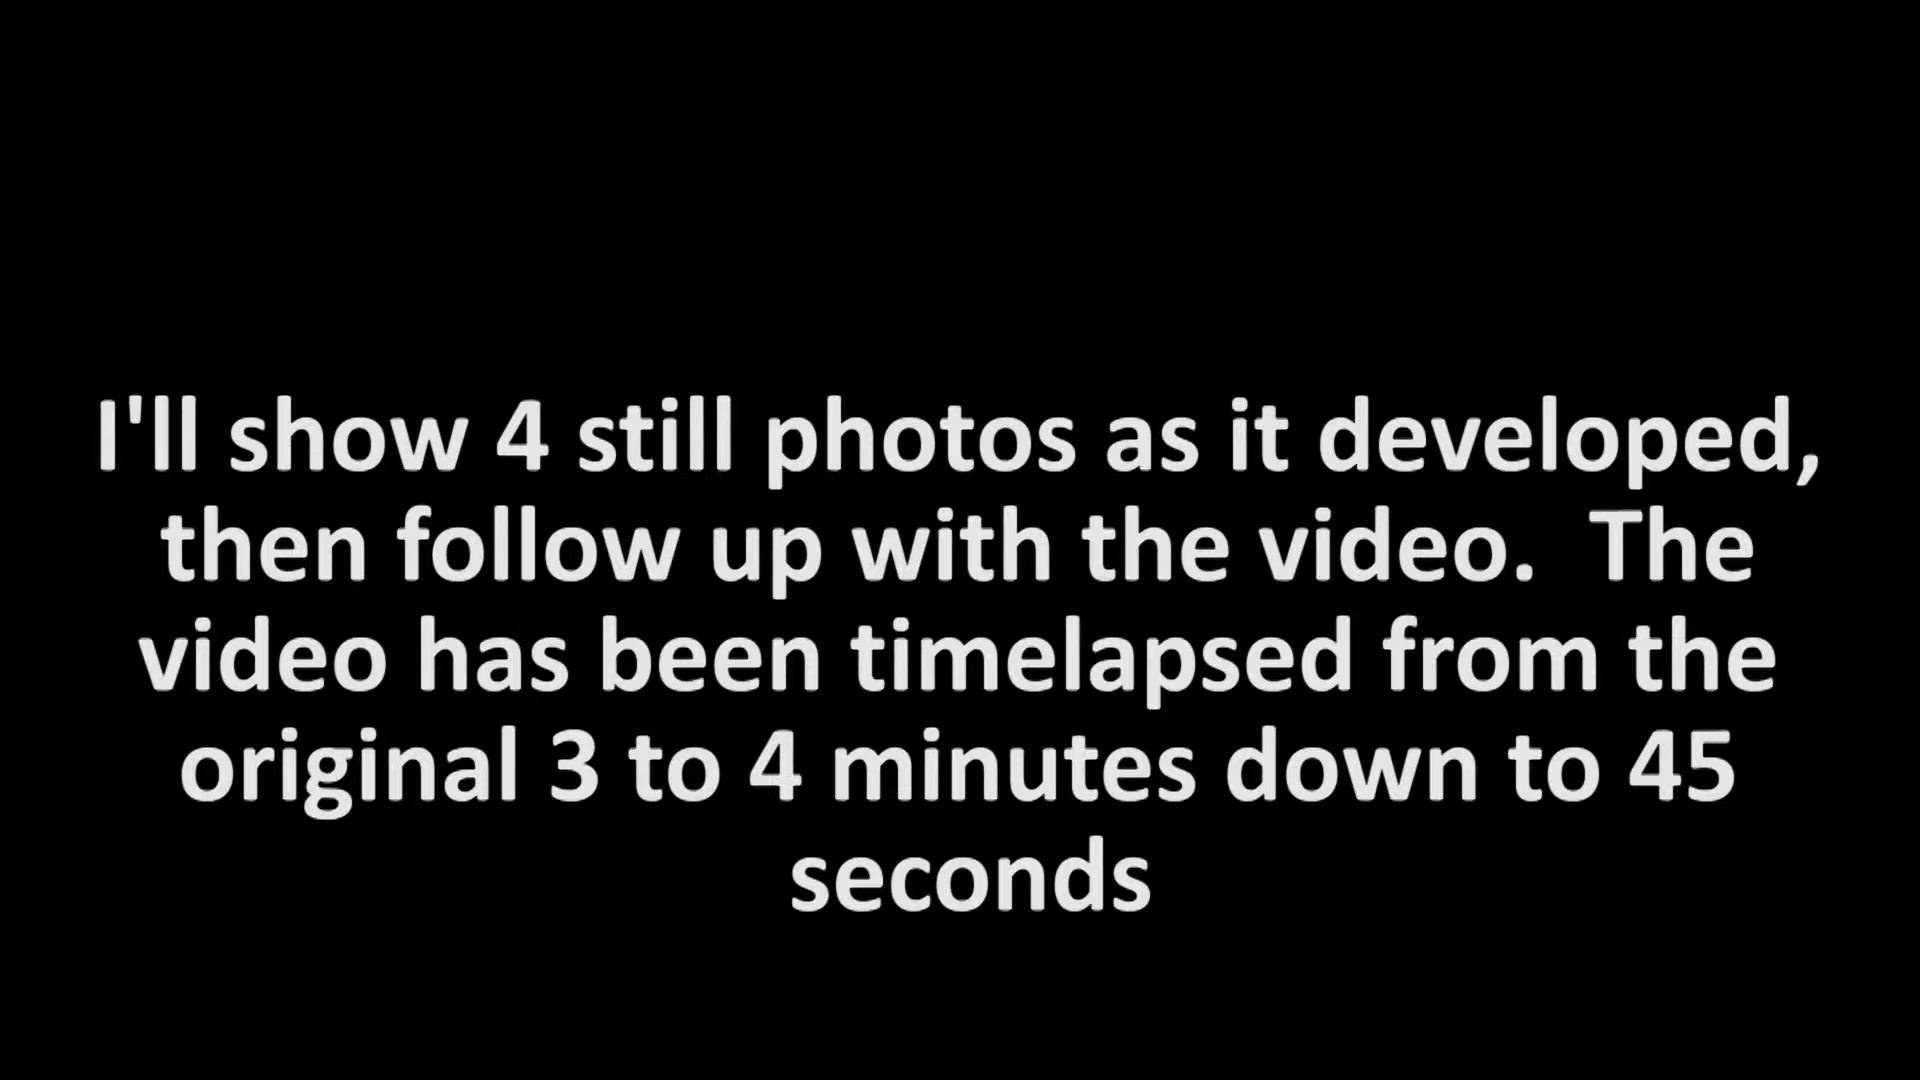 I'll show 4 still photos as it developed,
then follow up with the video.  The
video has been timelapsed from the
original 3 to 4 minutes down to 45
seconds